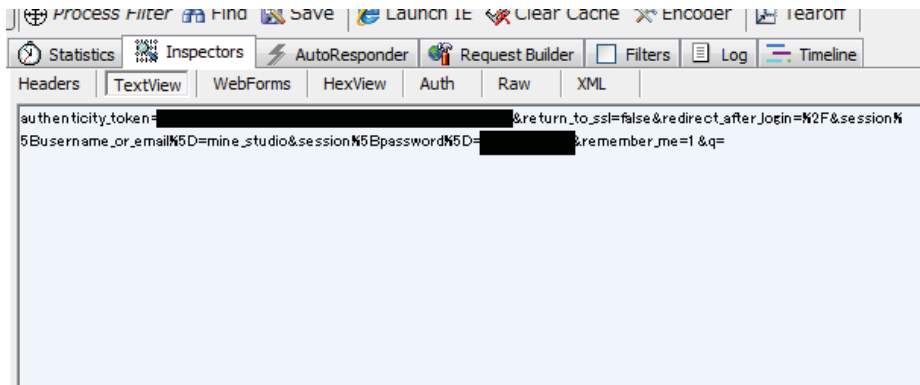 Process Filter Find Save Launch IE Clear Cache Encoder Tearoff
Statistics Inspectors AutoResponder Request Builder Filters Log Timeline
Headers TextView WebForms HexView Auth Raw XML
authenticity_token= &return_to_ssl=false&redirect_after_login=%2F&session%
5Busername_or_email%5D=mine_studio&session%5Bpassword%5D= &remember_me=1&q=